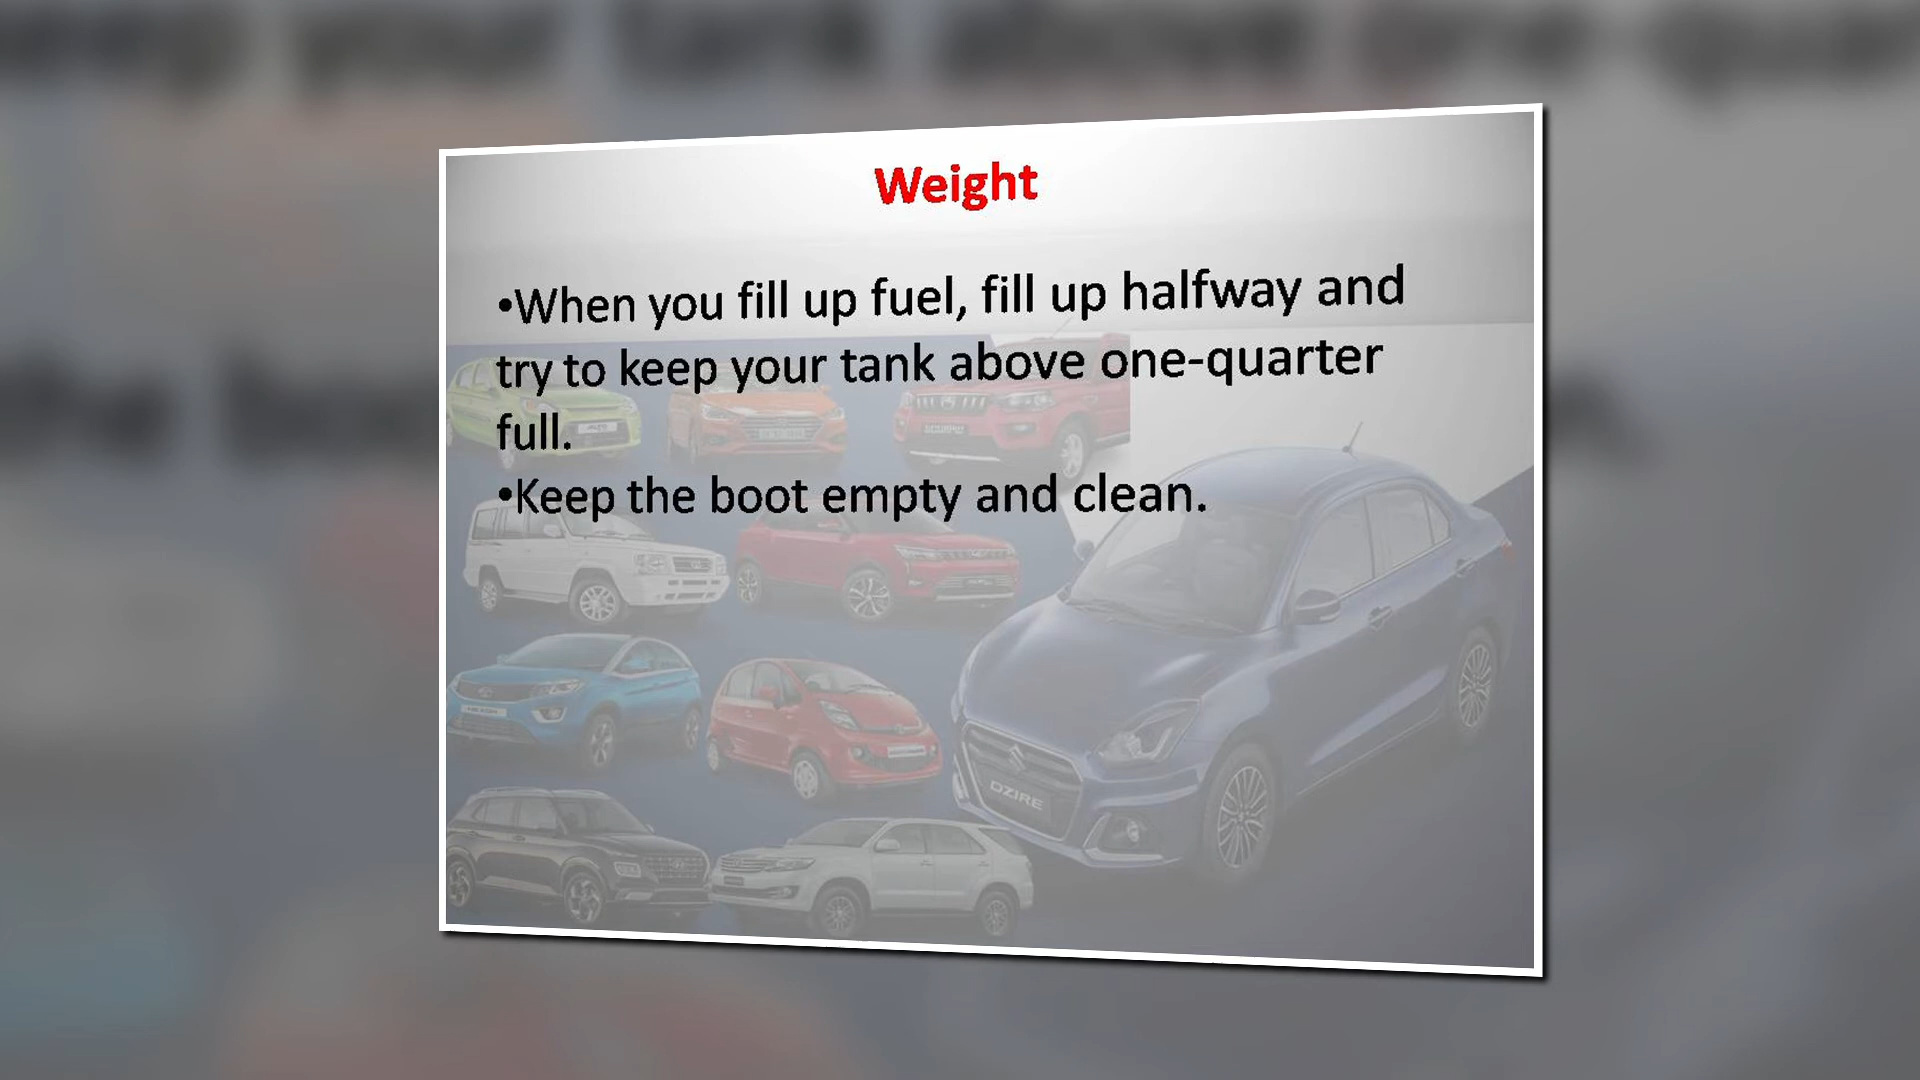 Weight
•When you fill up fuel, fill up halfway and
try to keep your tank above one-quarter
full.
•Keep the boot empty and clean.
DZIRE